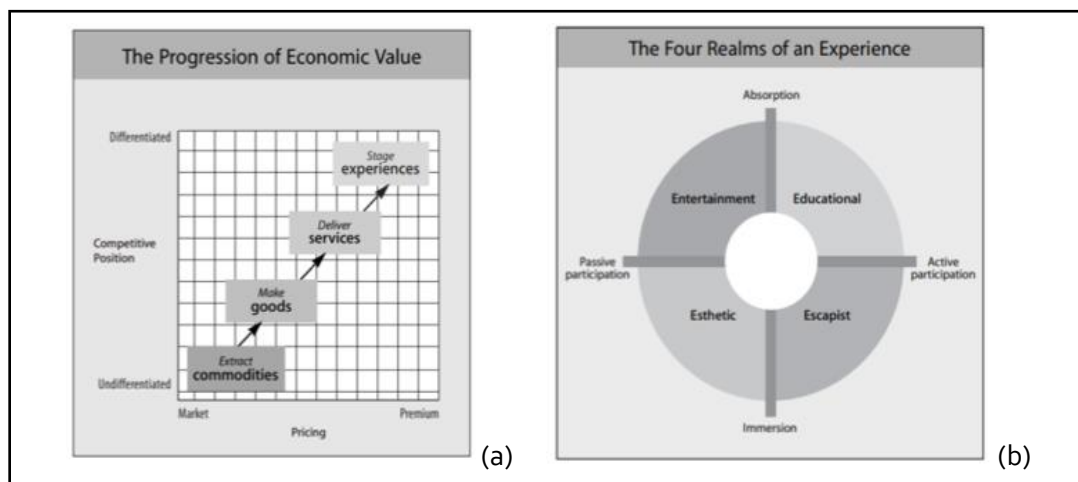 The Progression of Economic Value
Differentiated
Stage
experiences
Deliver
services
Competitive
Position
Make
goods
Extract
commodities
Undifferentiated
Market
Premium
Pricing
(a)
The Four Realms of an Experience
Absorption
Entertainment
Educational
Passive
participation
Active
participation
Esthetic
Escapist
Immersion
(b)